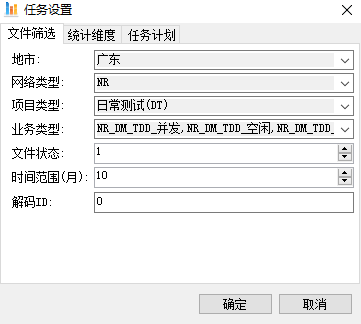 任务设置
文件筛选 统计维度 任务计划
地市: 广东
网络类型: NR
项目类型: 日常测试(DT)
业务类型: NR_DM_TDD_并发,NR_DM_TDD_空闲,NR_DM_TDD_
文件状态: 1
时间范围(月): 10
解码ID: 0
确定 取消